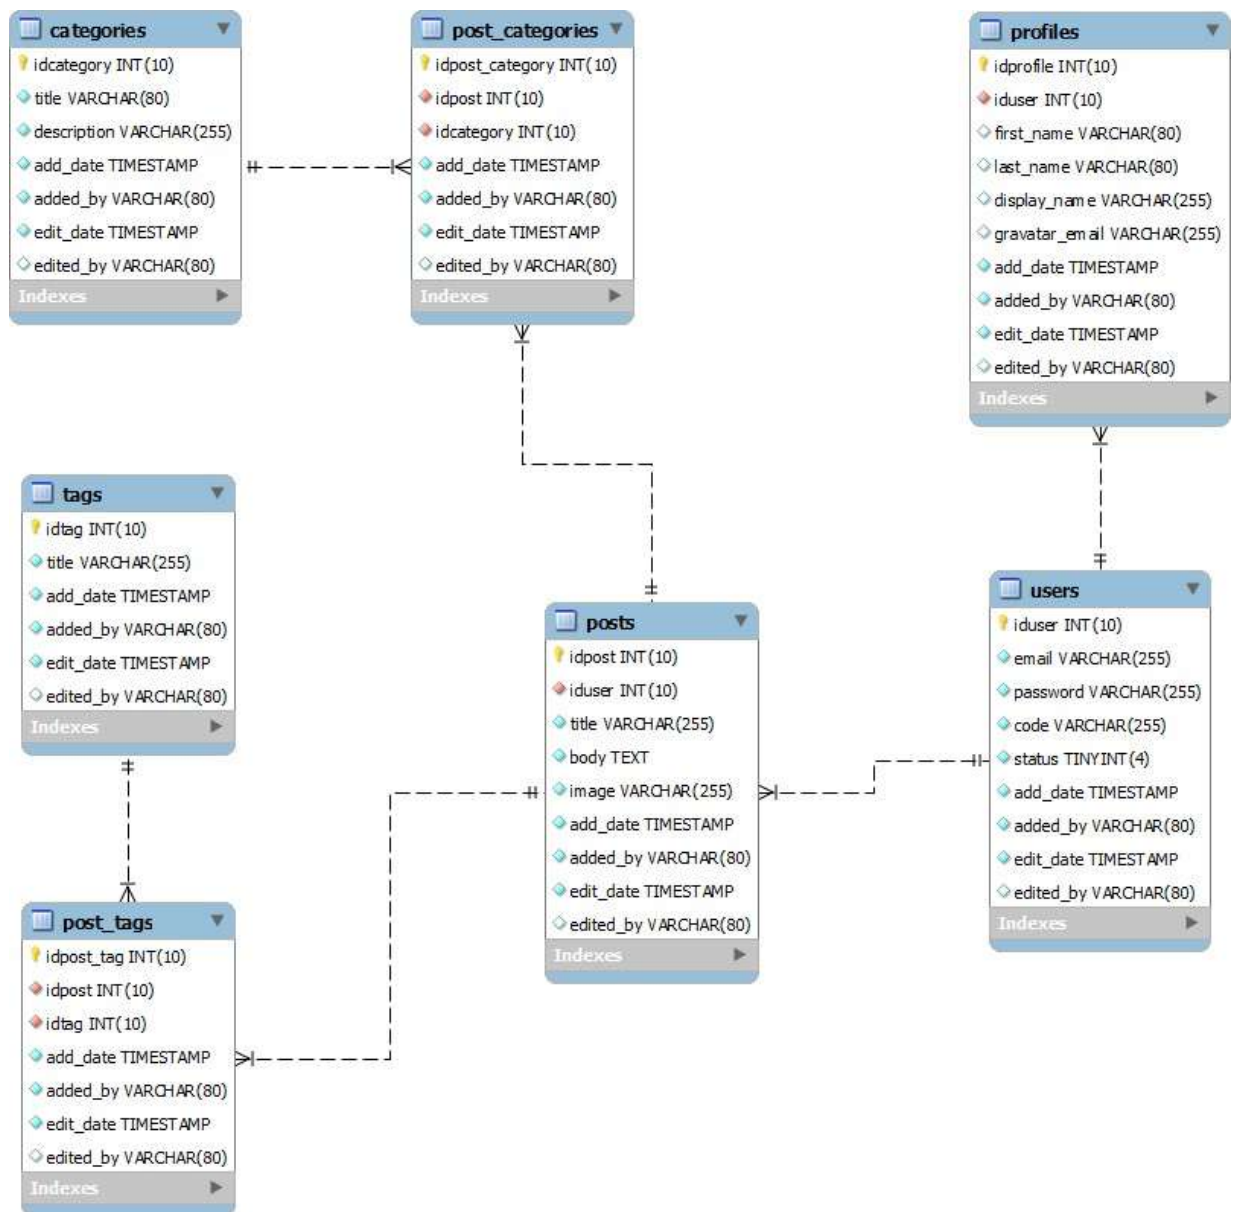 categories
idcategory INT(10)
title VARCHAR(80)
description VARCHAR(255)
add_date TIMESTAMP
added_by VARCHAR(80)
edit_date TIMESTAMP
edited_by VARCHAR(80)
Indexes
post_categories
idpost_category INT(10)
idpost INT(10)
idcategory INT(10)
add_date TIMESTAMP
added_by VARCHAR(80)
edit_date TIMESTAMP
edited_by VARCHAR(80)
Indexes
profiles
idprofile INT(10)
iduser INT(10)
first_name VARCHAR(80)
last_name VARCHAR(80)
display_name VARCHAR(255)
gravatar_email VARCHAR(255)
add_date TIMESTAMP
added_by VARCHAR(80)
edit_date TIMESTAMP
edited_by VARCHAR(80)
Indexes
tags
idtag INT(10)
title VARCHAR(255)
add_date TIMESTAMP
added_by VARCHAR(80)
edit_date TIMESTAMP
edited_by VARCHAR(80)
Indexes
posts
idpost INT(10)
iduser INT(10)
title VARCHAR(255)
body TEXT
image VARCHAR(255)
add_date TIMESTAMP
added_by VARCHAR(80)
edit_date TIMESTAMP
edited_by VARCHAR(80)
Indexes
users
iduser INT(10)
email VARCHAR(255)
password VARCHAR(255)
code VARCHAR(255)
status TINYINT(4)
add_date TIMESTAMP
added_by VARCHAR(80)
edit_date TIMESTAMP
edited_by VARCHAR(80)
Indexes
post_tags
idpost_tag INT(10)
idpost INT(10)
idtag INT(10)
add_date TIMESTAMP
added_by VARCHAR(80)
edit_date TIMESTAMP
edited_by VARCHAR(80)
Indexes